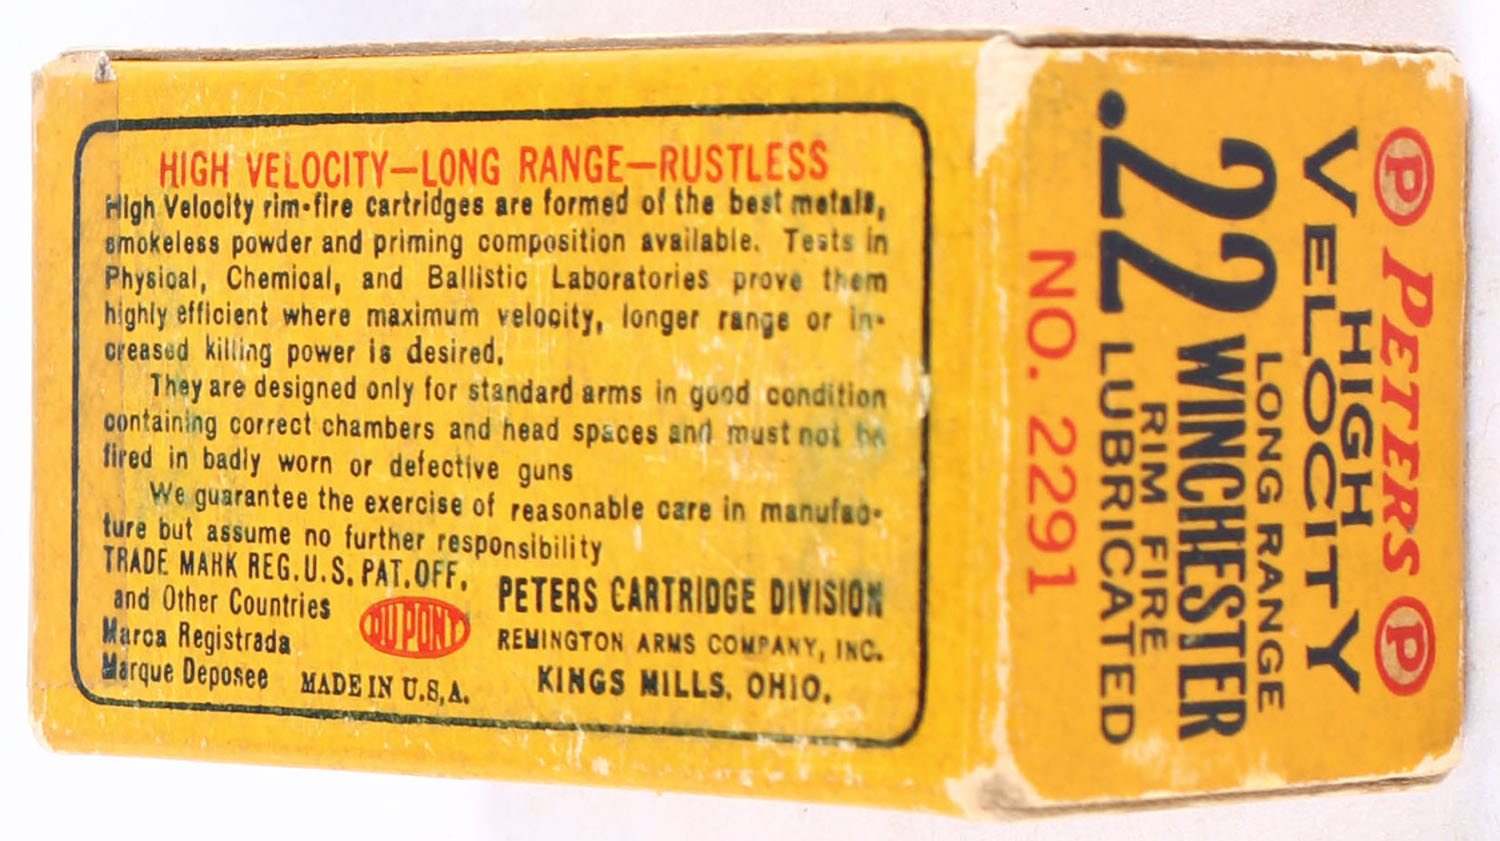 HIGH VELOCITY—LONG RANGE—RUSTLESS
High Velocity rim-fire cartridges are formed of the best metals,
smokeless powder and priming composition available. Tests in
Physical, Chemical, and Ballistic Laboratories prove them
highly efficient where maximum velocity, longer range or in-
creased killing power is desired.
They are designed only for standard arms in good condition
containing correct chambers and head spaces and must not be
fired in badly worn or defective guns
We guarantee the exercise of reasonable care in manufac-
ture but assume no further responsibility
TRADE MARK REG. U.S. PAT. OFF.
and Other Countries
Marca Registrada
Marque Deposee
MADE IN U.S.A.
DU PONT
PETERS CARTRIDGE DIVISION
REMINGTON ARMS COMPANY, INC.
KINGS MILLS, OHIO.
P PETERS P
HIGH
VELOCITY
LONG RANGE
.22 WINCHESTER
RIM FIRE
LUBRICATED
NO. 2291